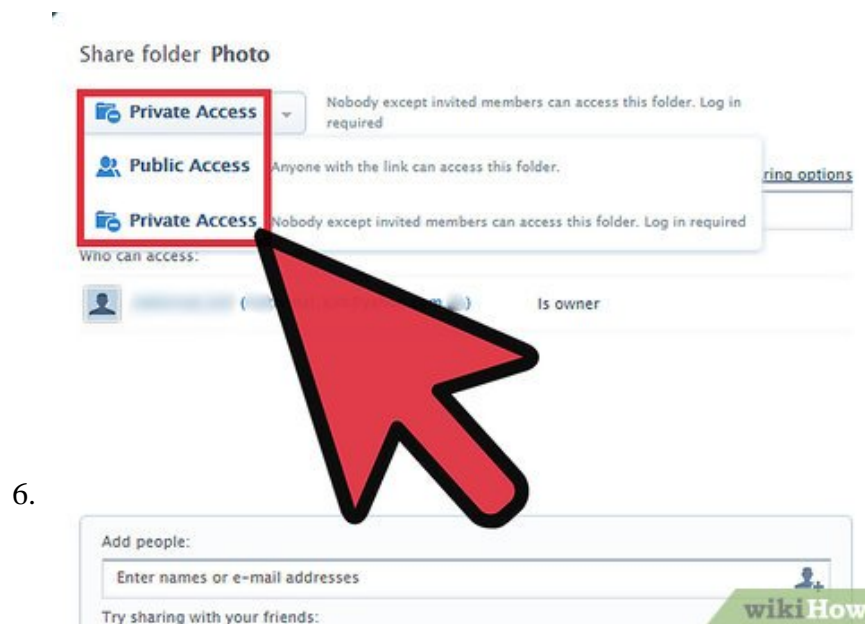 Share folder Photo
Private Access
Nobody except invited members can access this folder. Log in
required
Public Access Anyone with the link can access this folder.
ring options
Private Access Nobody except invited members can access this folder. Log in required
Who can access:
Is owner
6.
Add people:
Enter names or e-mail addresses
Try sharing with your friends:
wikiHow